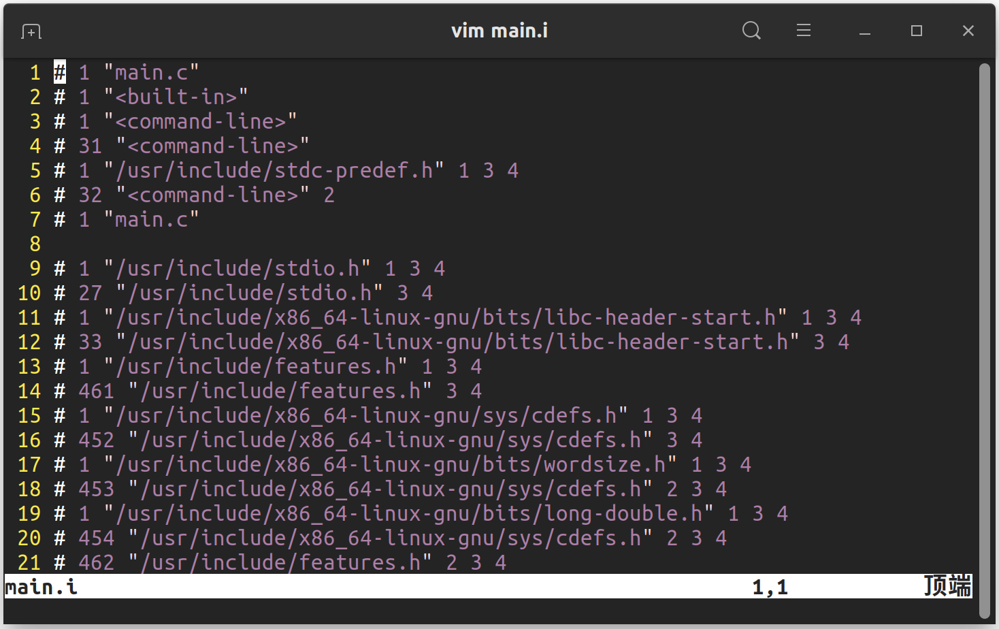 vim main.i
1 # 1 "main.c"
2 # 1 "<built-in>"
3 # 1 "<command-line>"
4 # 31 "<command-line>"
5 # 1 "/usr/include/stdc-predef.h" 1 3 4
6 # 32 "<command-line>" 2
7 # 1 "main.c"
8
9 # 1 "/usr/include/stdio.h" 1 3 4
10 # 27 "/usr/include/stdio.h" 3 4
11 # 1 "/usr/include/x86_64-linux-gnu/bits/libc-header-start.h" 1 3 4
12 # 33 "/usr/include/x86_64-linux-gnu/bits/libc-header-start.h" 3 4
13 # 1 "/usr/include/features.h" 1 3 4
14 # 461 "/usr/include/features.h" 3 4
15 # 1 "/usr/include/x86_64-linux-gnu/sys/cdefs.h" 1 3 4
16 # 452 "/usr/include/x86_64-linux-gnu/sys/cdefs.h" 3 4
17 # 1 "/usr/include/x86_64-linux-gnu/bits/wordsize.h" 1 3 4
18 # 453 "/usr/include/x86_64-linux-gnu/sys/cdefs.h" 2 3 4
19 # 1 "/usr/include/x86_64-linux-gnu/bits/long-double.h" 1 3 4
20 # 454 "/usr/include/x86_64-linux-gnu/sys/cdefs.h" 2 3 4
21 # 462 "/usr/include/features.h" 2 3 4
main.i 1,1 顶端